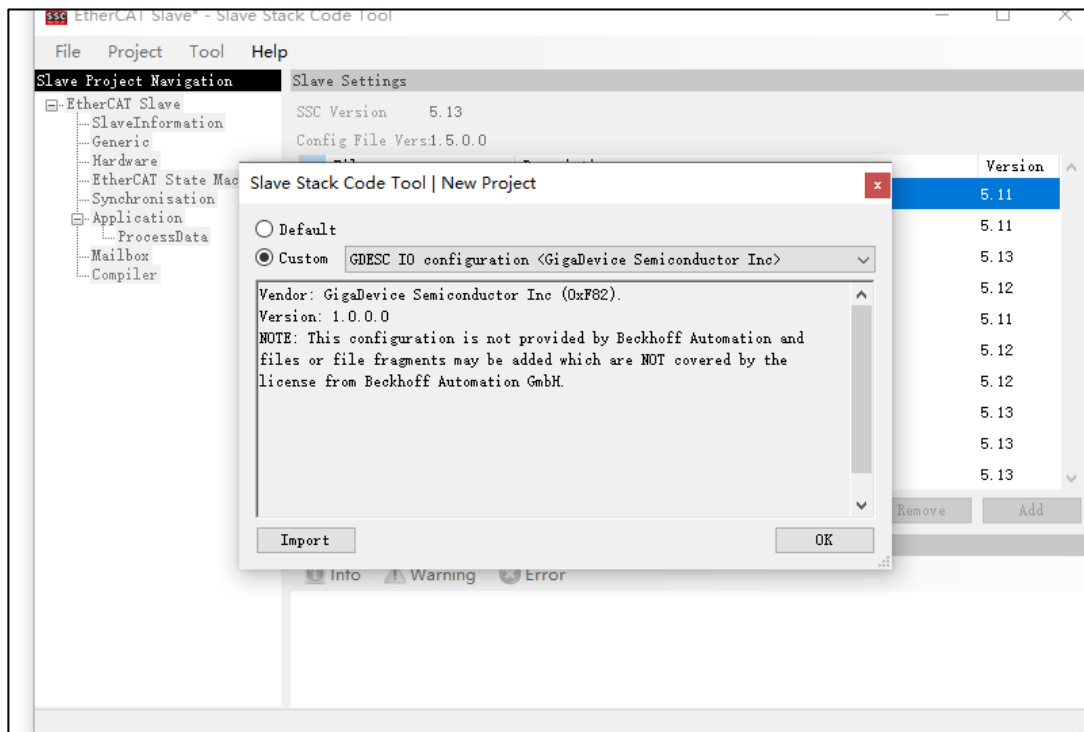 SSC EtherCAT Slave* - Slave Stack Code Tool
File Project Tool Help
Slave Project Navigation
EtherCAT Slave
SlaveInformation
Generic
Hardware
EtherCAT State Mac
Synchronisation
Application
ProcessData
Mailbox
Compiler
Slave Settings
SSC Version 5.13
Config File Vers:1.5.0.0
Version
5.11
5.11
5.13
5.12
5.11
5.12
5.12
5.13
5.13
5.13
Remove Add
Slave Stack Code Tool | New Project
x
Default
Custom GDESC IO configuration <GigaDevice Semiconductor Inc>
Vendor: GigaDevice Semiconductor Inc (0xF82).
Version: 1.0.0.0
NOTE: This configuration is not provided by Beckhoff Automation and
files or file fragments may be added which are NOT covered by the
license from Beckhoff Automation GmbH.
Import OK
Info Warning Error